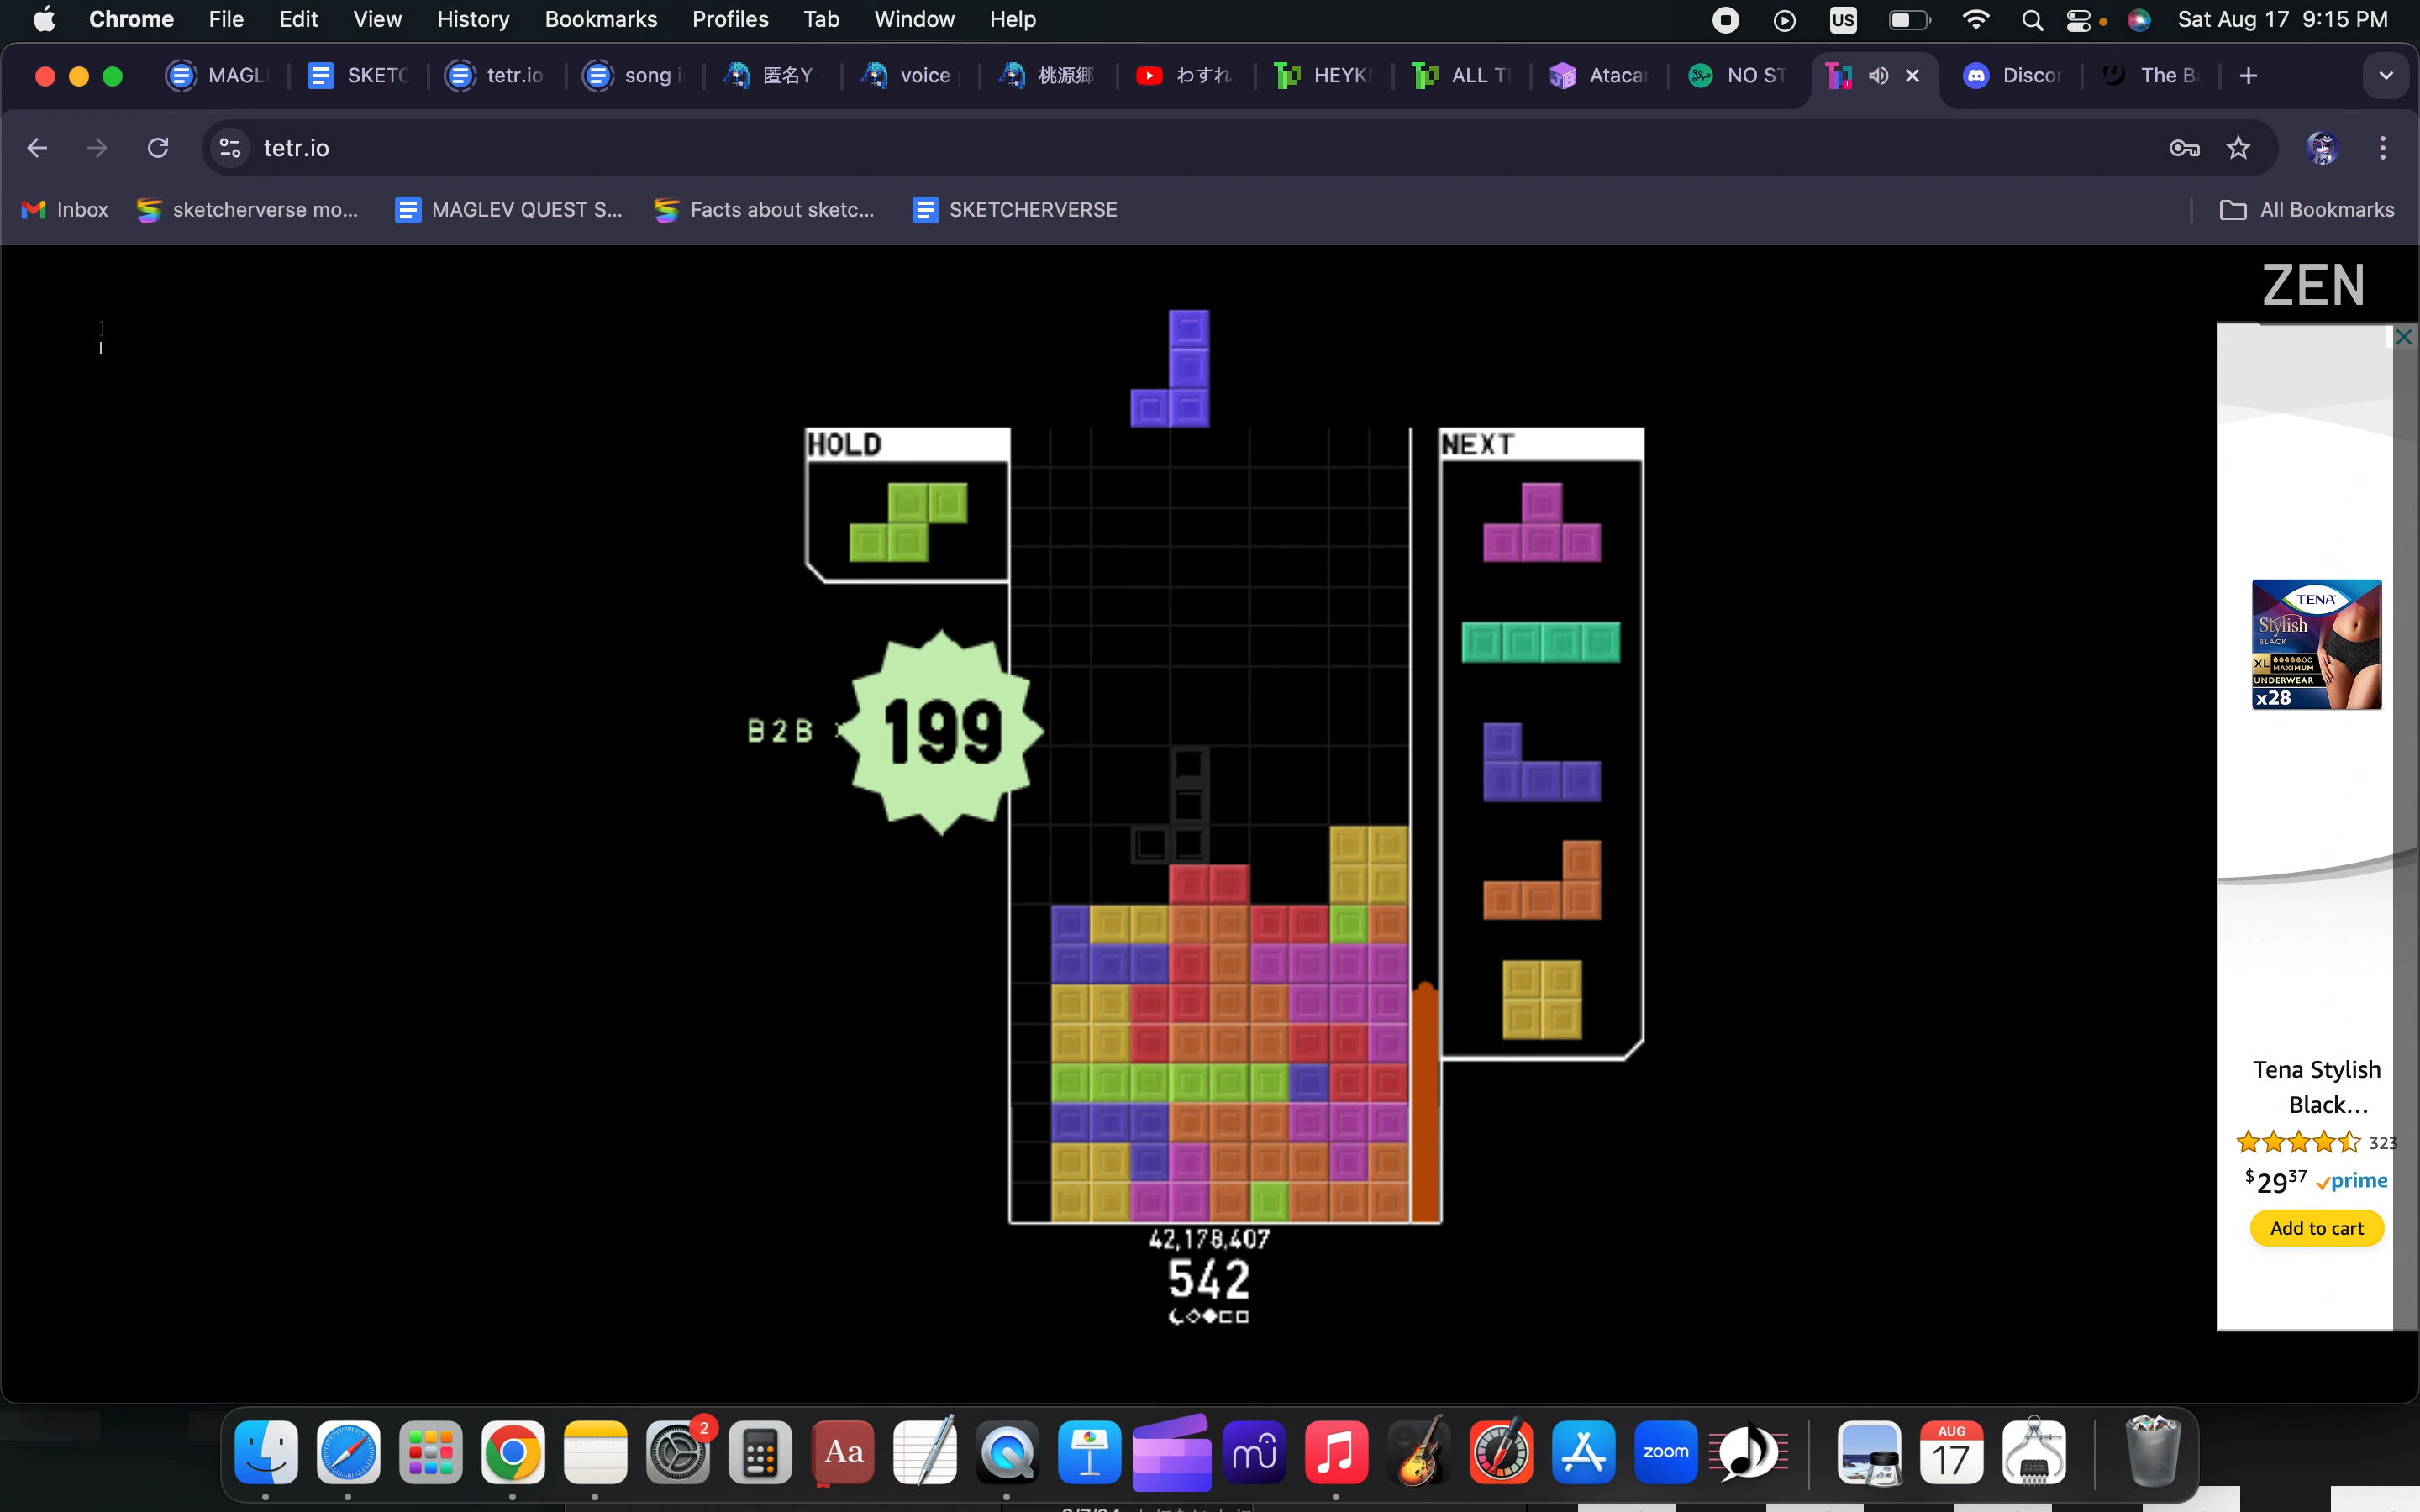 Chrome File Edit View History Bookmarks Profiles Tab Window Help US Sat Aug 17 9:15 PM
MAGL SKETC tetr.io song 匿名Y voice 桃源郷 わすれ HEYK ALL T Ataca NO ST Disco The B
tetr.io
Inbox sketcherverse mo... MAGLEV QUEST S... Facts about sketc... SKETCHERVERSE All Bookmarks
ZEN
HOLD
NEXT
B2B 199
TENA
Stylish
BLACK
XL MAXIMUM
UNDERWEAR
x28
Tena Stylish
Black...
323
$29 37 prime
Add to cart
42,178,407
542
2
Aa
zoom
AUG
17